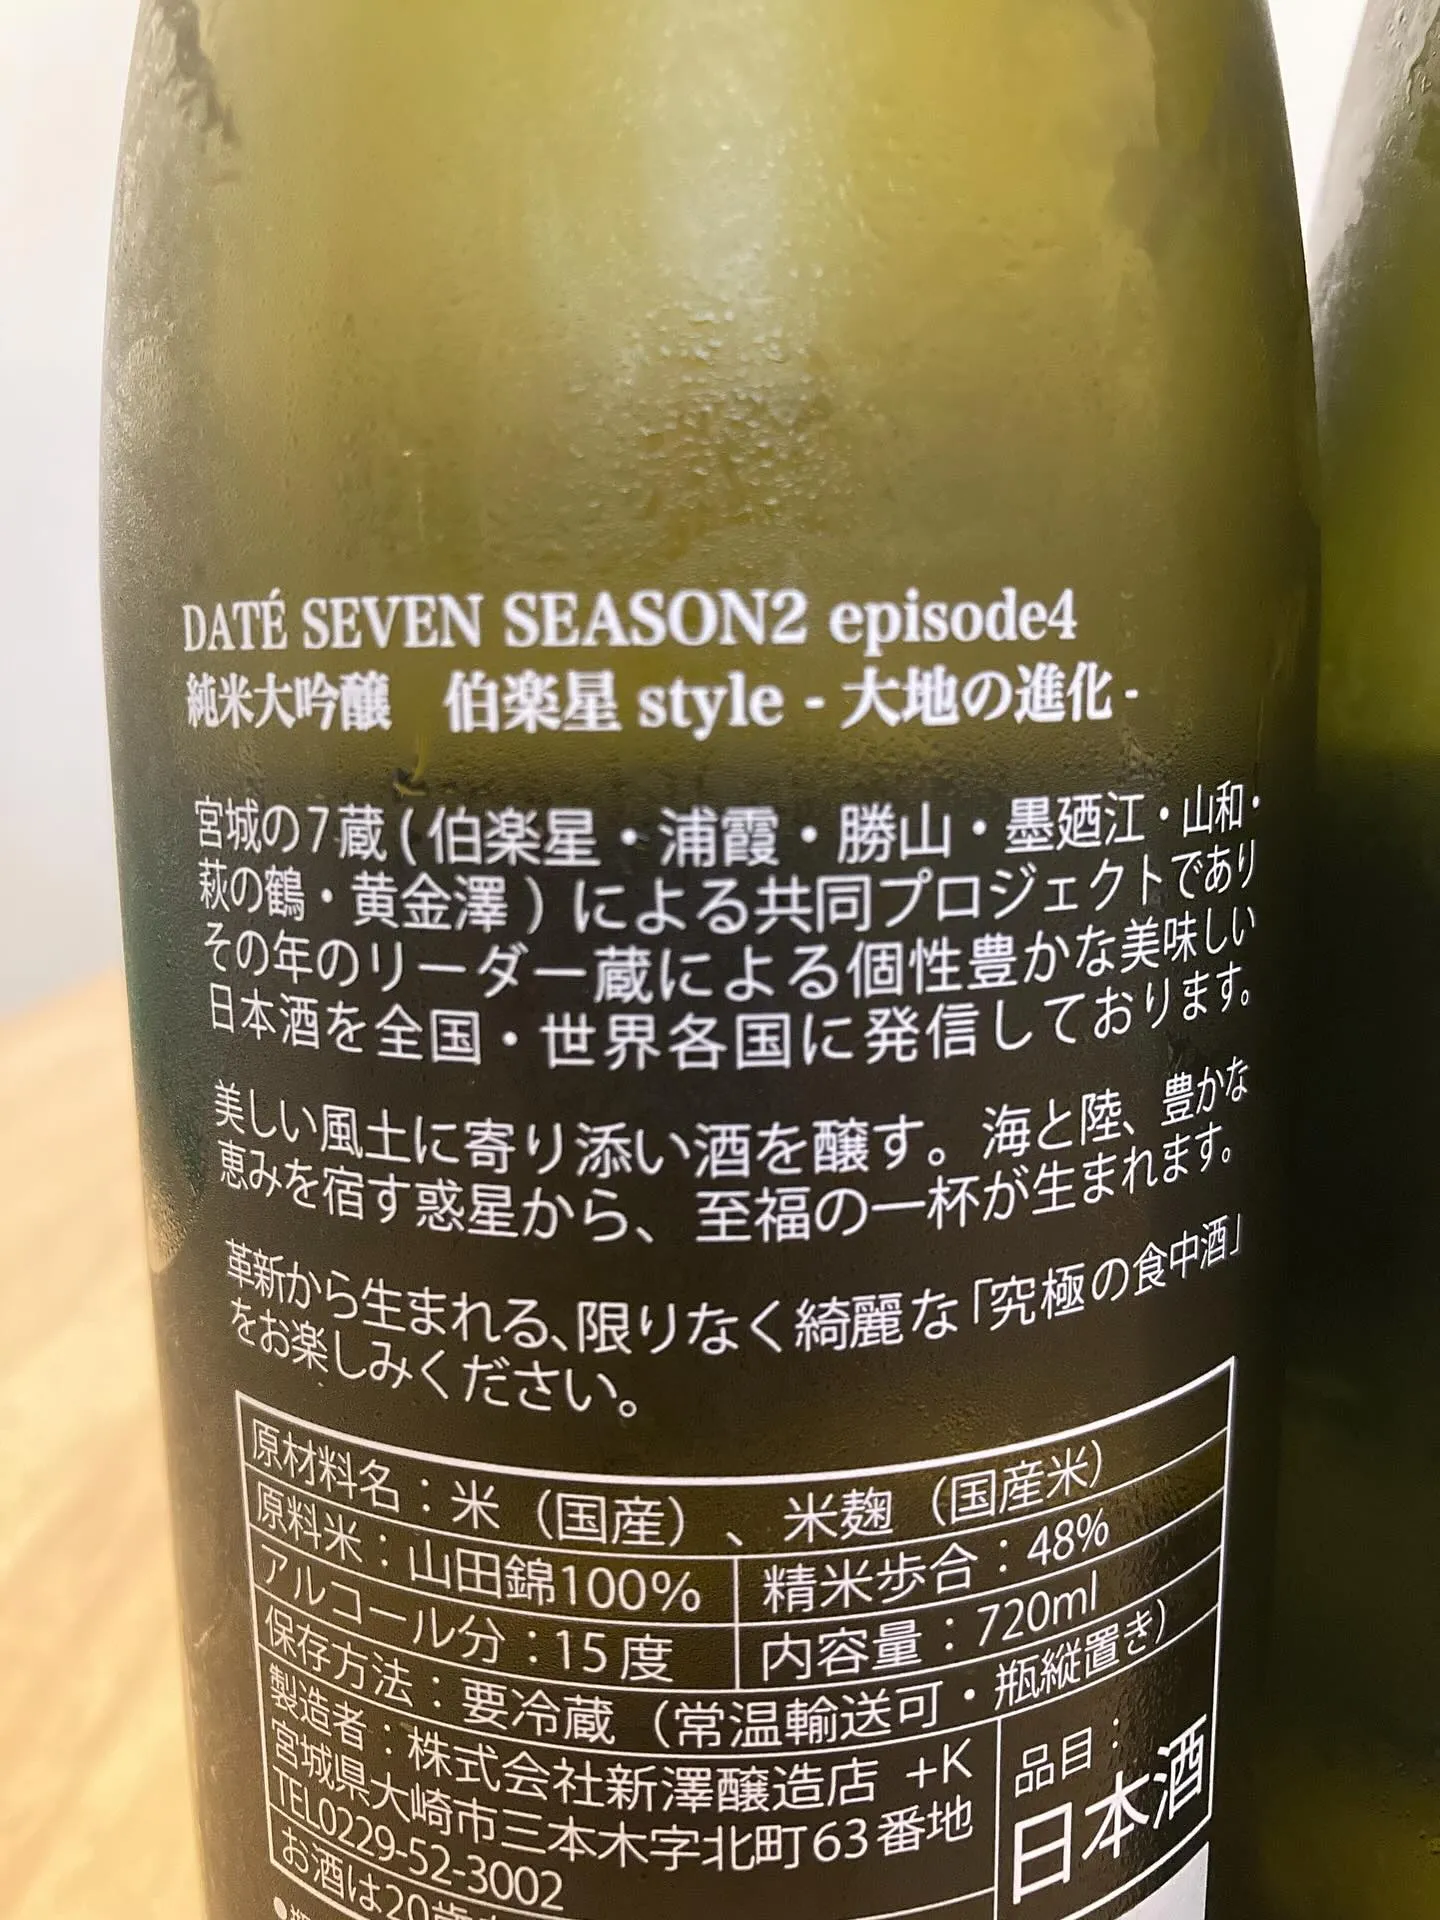 DATÉ SEVEN SEASON2 episode4
純米大吟醸　伯楽星 style - 大地の進化 -
宮城の7蔵(伯楽星・浦霞・勝山・墨廼江・山和・
萩の鶴・黄金澤)による共同プロジェクトであり
その年のリーダー蔵による個性豊かな美味しい
日本酒を全国・世界各国に発信しております。
美しい風土に寄り添い酒を醸す。海と陸、豊かな
恵みを宿す惑星から、至福の一杯が生まれます。
革新から生まれる、限りなく綺麗な「究極の食中酒」
をお楽しみください。
原材料名：米（国産）、米麹（国産米）
原料米：山田錦100% 精米歩合：48%
アルコール分：15度 内容量：720ml
保存方法：要冷蔵（常温輸送可・瓶縦置き）
製造者：株式会社新澤醸造店 +K
宮城県大崎市三本木字北町63番地
TEL0229-52-3002
品目：
日本酒
お酒は20歳